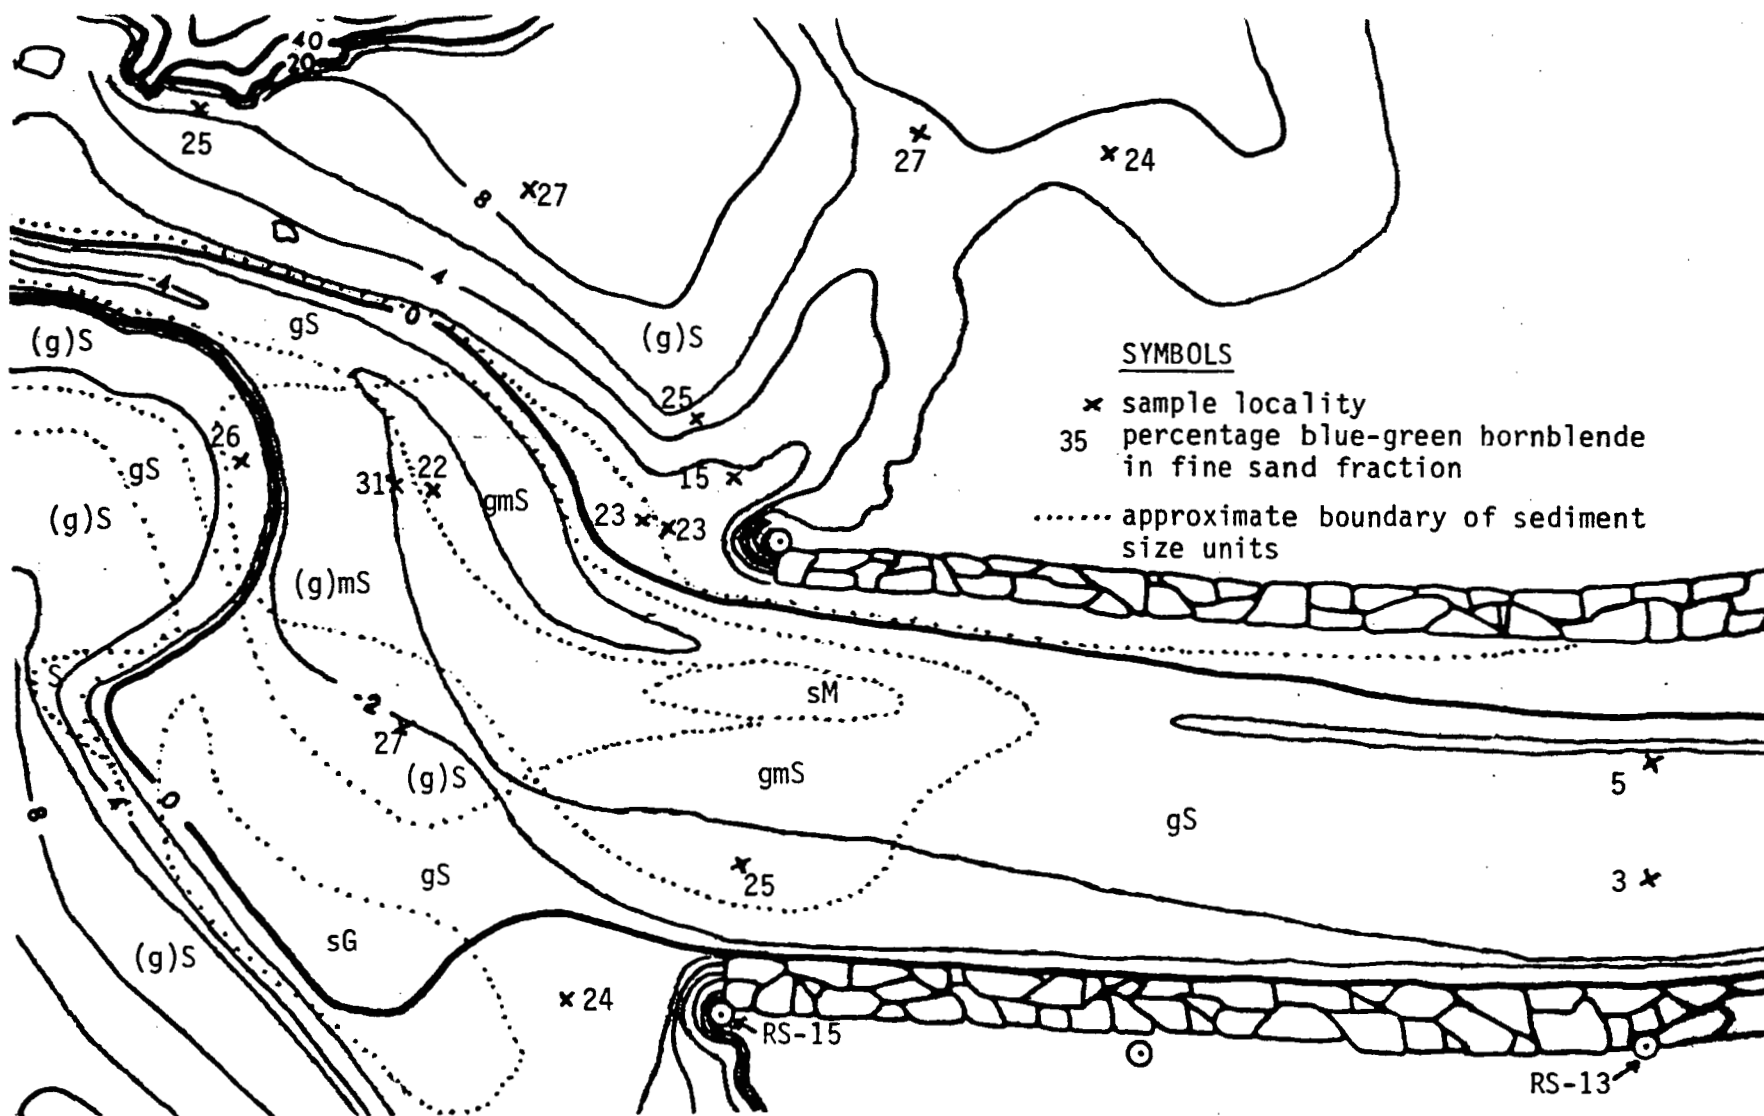 40
20
25
27
8
27
24
4
-4
0
gS
(g)S
(g)S
SYMBOLS
25
sample locality
26
35 percentage blue-green bornblende
in fine sand fraction
gS
31
22
15
gmS
(g)S
23
23
approximate boundary of sediment
size units
(g)mS
S
-2
sM
27
(g)S
gmS
5
4
0
8
gS
gS
25
3
sG
(g)S
24
RS-15
RS-13